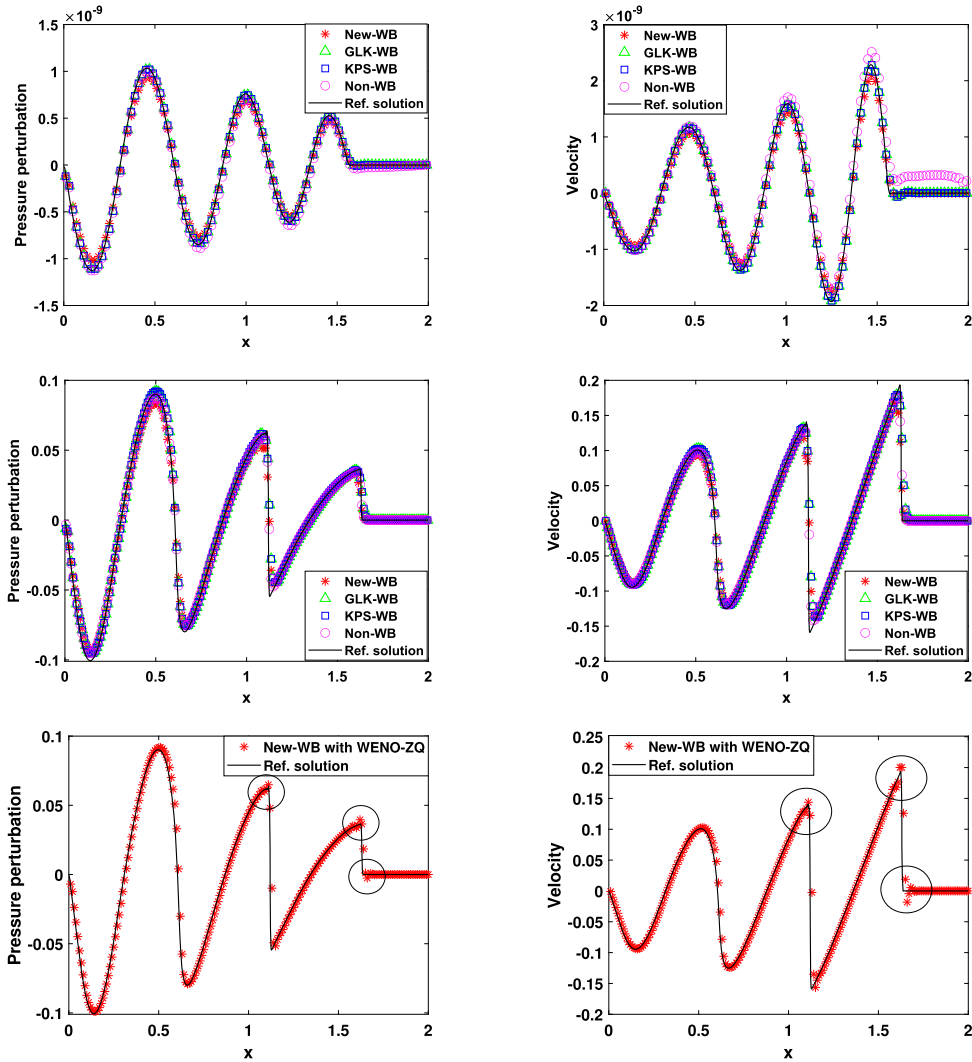 ×10⁻⁹
1.5
1
0.5
0
-0.5
-1
-1.5
0 0.5 1 1.5 2
x
Pressure perturbation
New-WB
GLK-WB
KPS-WB
Non-WB
Ref. solution
×10⁻⁹
3
2
1
0
-1
-2
0 0.5 1 1.5 2
x
Velocity
New-WB
GLK-WB
KPS-WB
Non-WB
Ref. solution
0.1
0.05
0
-0.05
-0.1
0 0.5 1 1.5 2
x
Pressure perturbation
New-WB
GLK-WB
KPS-WB
Non-WB
Ref. solution
0.2
0.15
0.1
0.05
0
-0.05
-0.1
-0.15
-0.2
0 0.5 1 1.5 2
x
Velocity
New-WB
GLK-WB
KPS-WB
Non-WB
Ref. solution
0.1
0.05
0
-0.05
-0.1
0 0.5 1 1.5 2
x
Pressure perturbation
New-WB with WENO-ZQ
Ref. solution
0.25
0.2
0.15
0.1
0.05
0
-0.05
-0.1
-0.15
-0.2
0 0.5 1 1.5 2
x
Velocity
New-WB with WENO-ZQ
Ref. solution